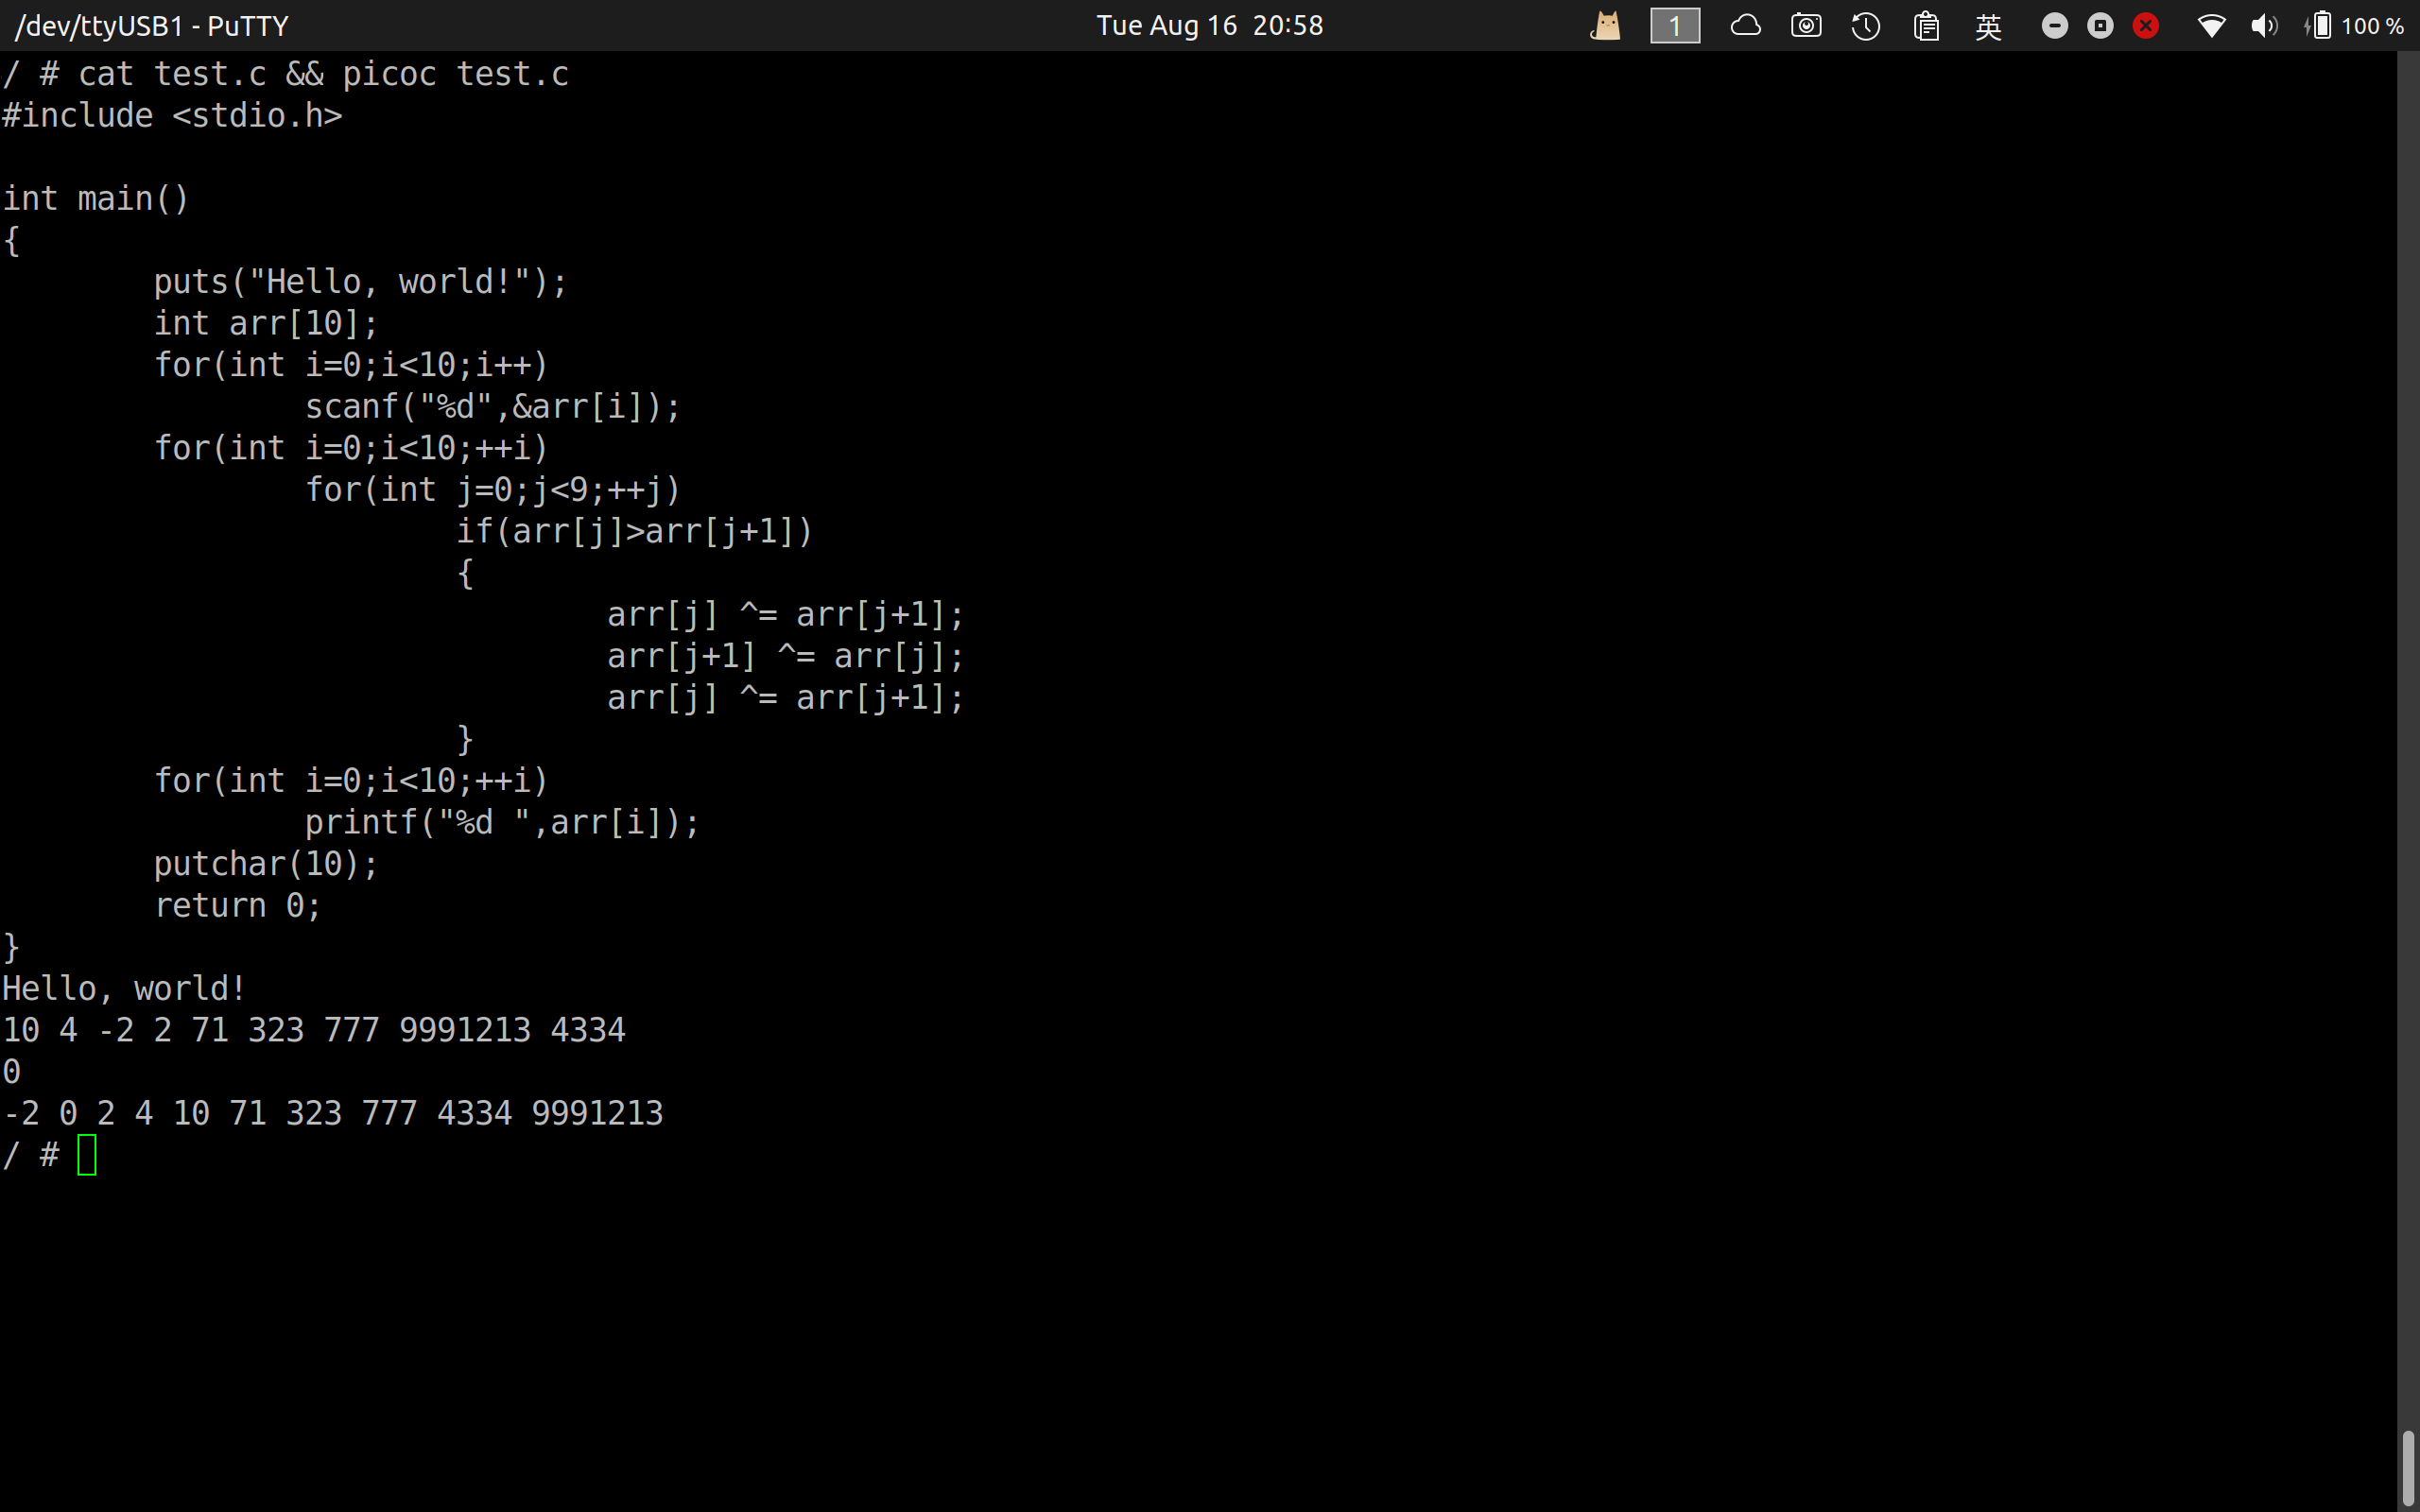 /dev/ttyUSB1 - PuTTY
Tue Aug 16  20:58
1
英
100 %
/ # cat test.c && picoc test.c
#include <stdio.h>

int main()
{
        puts("Hello, world!");
        int arr[10];
        for(int i=0;i<10;i++)
                scanf("%d",&arr[i]);
        for(int i=0;i<10;++i)
                for(int j=0;j<9;++j)
                        if(arr[j]>arr[j+1])
                        {
                                arr[j] ^= arr[j+1];
                                arr[j+1] ^= arr[j];
                                arr[j] ^= arr[j+1];
                        }
        for(int i=0;i<10;++i)
                printf("%d ",arr[i]);
        putchar(10);
        return 0;
}
Hello, world!
10 4 -2 2 71 323 777 9991213 4334
0
-2 0 2 4 10 71 323 777 4334 9991213
/ #